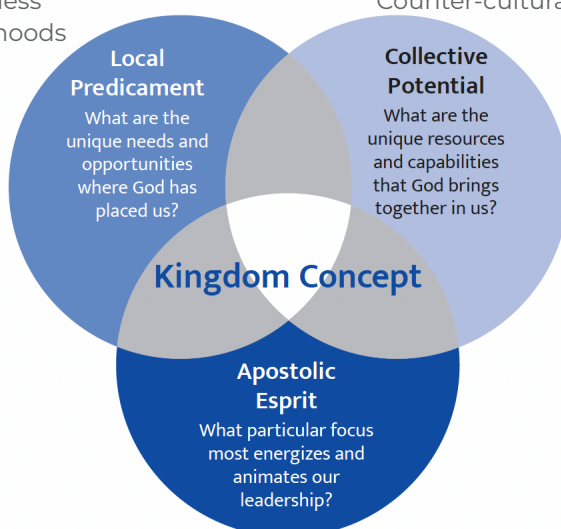 Local
Predicament
What are the
unique needs and
opportunities
where God has
placed us?
Collective
Potential
What are the
unique resources
and capabilities
that God brings
together in us?
Kingdom Concept
Apostolic
Esprit
What particular focus
most energizes and
animates our
leadership?